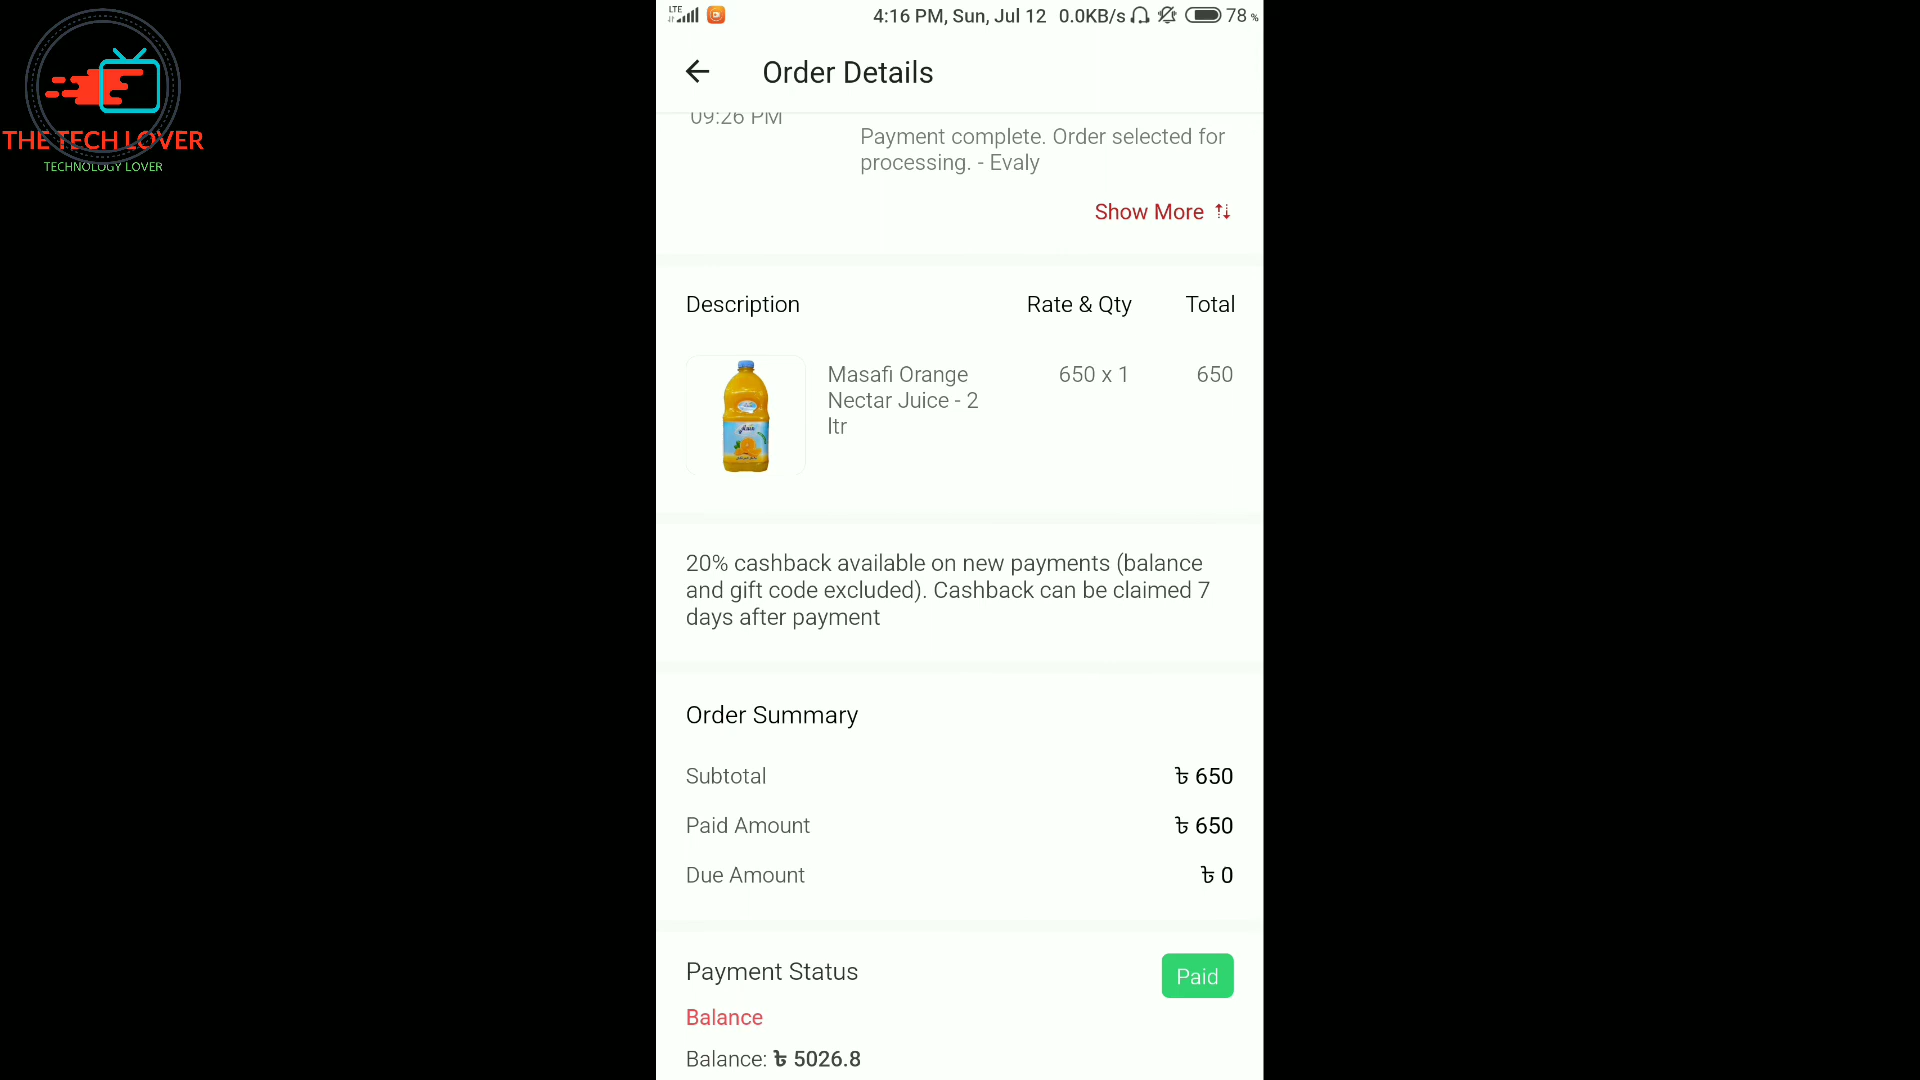 LTE
4:16 PM, Sun, Jul 12 0.0KB/s 78 %
THE TECH LOVER
TECHNOLOGY LOVER
Order Details
09:26 PM
Payment complete. Order selected for
processing. - Evaly
Show More
Description Rate & Qty Total
Masafi Orange 650 x 1 650
Nectar Juice - 2
ltr
20% cashback available on new payments (balance
and gift code excluded). Cashback can be claimed 7
days after payment
Order Summary
Subtotal ৳ 650
Paid Amount ৳ 650
Due Amount ৳ 0
Payment Status Paid
Balance
Balance: ৳ 5026.8